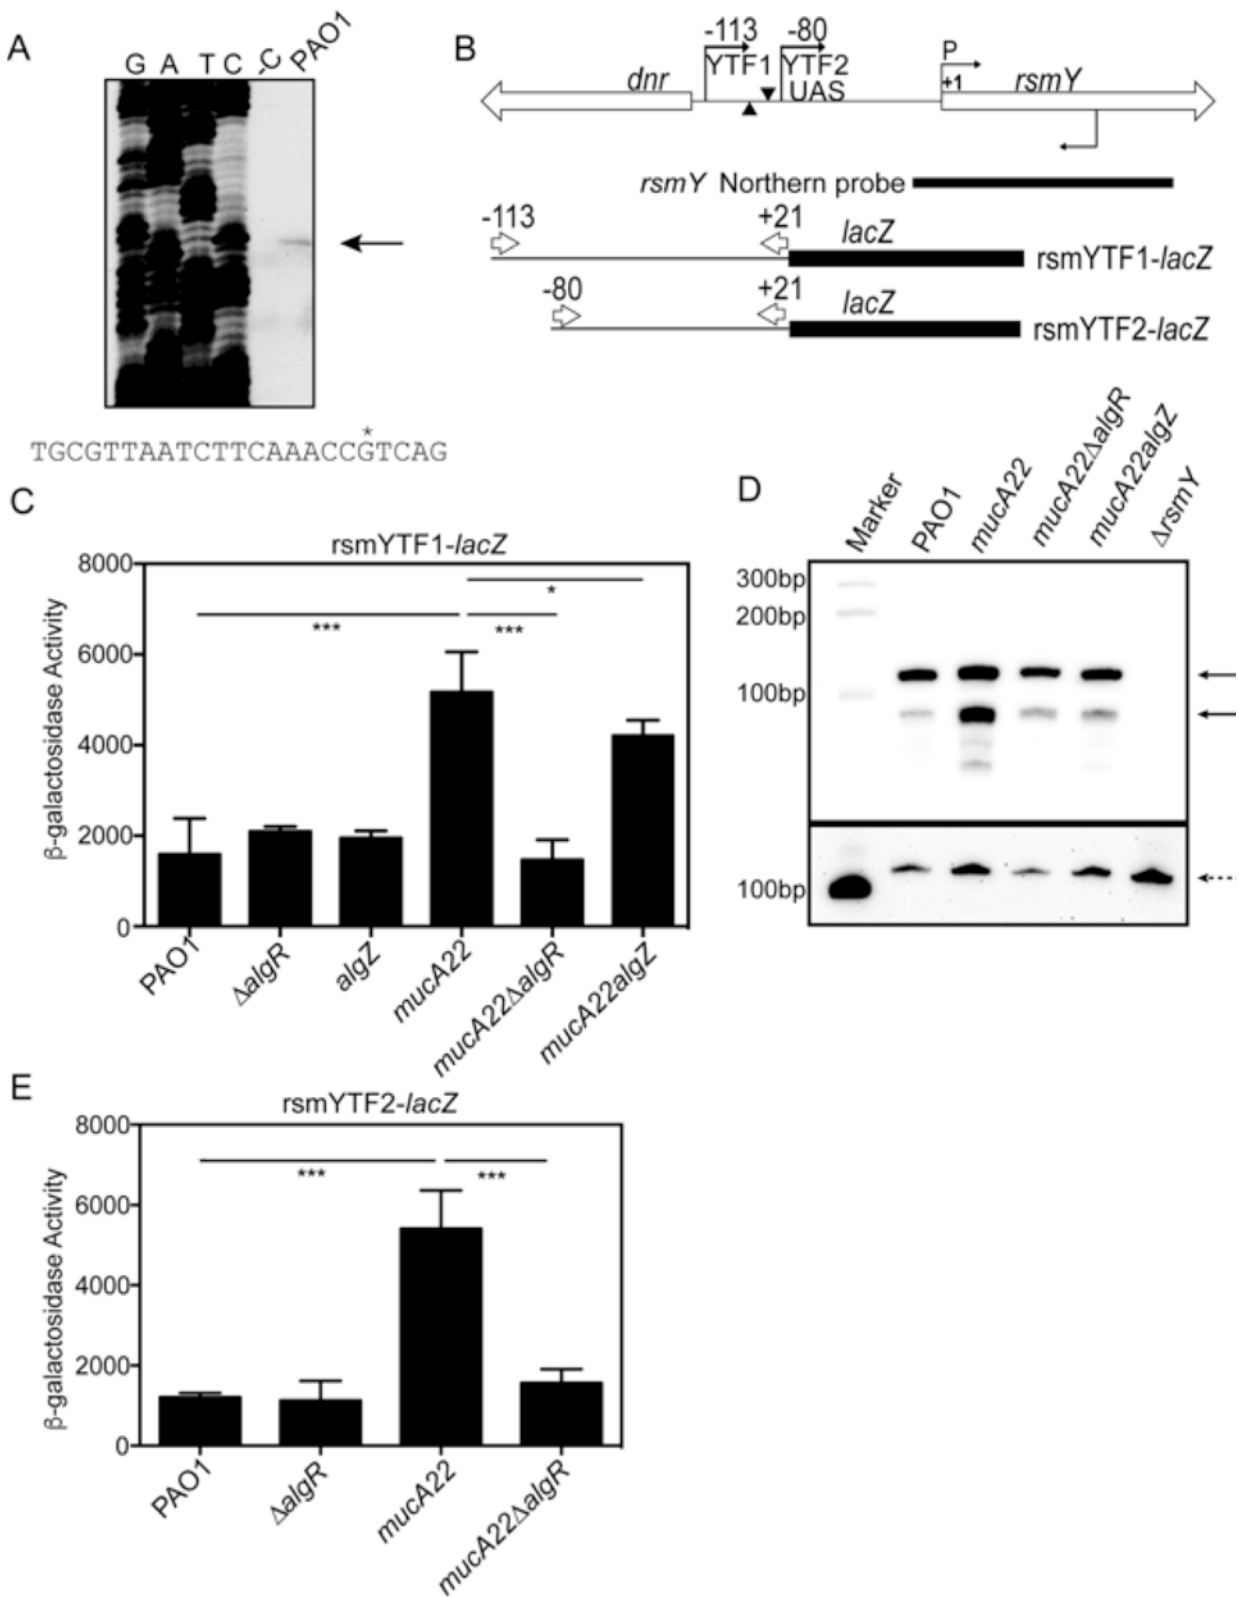 A
G A T C -C PAO1
*
TGCGTTAATCTTCAAACCGTCAG
B
-113 -80
YTF1 YTF2
UAS
dnr
P
+1
rsmY
rsmY Northern probe
-113 +21 lacZ
rsmYTF1-lacZ
-80 +21 lacZ
rsmYTF2-lacZ
C
rsmYTF1-lacZ
β-galactosidase Activity
8000
6000
4000
2000
0
*
*** ***
PAO1
ΔalgR
algZ
mucA22
mucA22ΔalgR
mucA22algZ
D
Marker
PAO1
mucA22
mucA22ΔalgR
mucA22algZ
ΔrsmY
300bp
200bp
100bp
100bp
E
rsmYTF2-lacZ
β-galactosidase Activity
8000
6000
4000
2000
0
*** ***
PAO1
ΔalgR
mucA22
mucA22ΔalgR